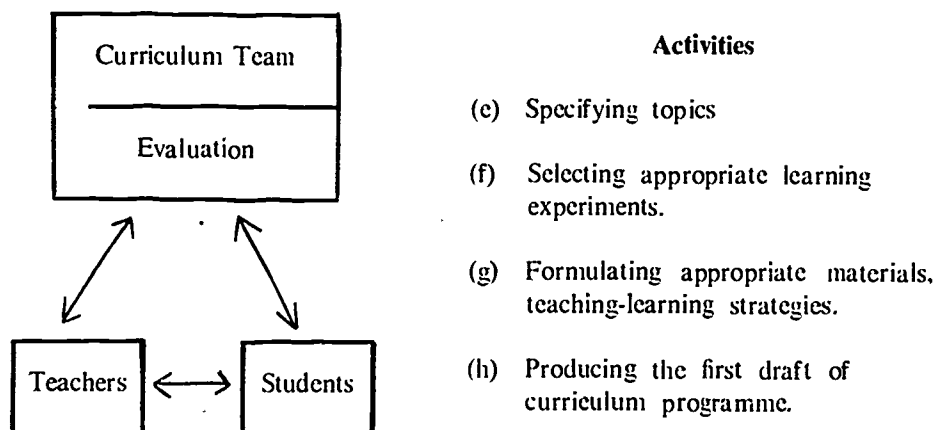 Curriculum Team
Evaluation
Teachers
Students
Activities
(e) Specifying topics
(f) Selecting appropriate learning
experiments.
(g) Formulating appropriate materials,
teaching-learning strategies.
(h) Producing the first draft of
curriculum programme.